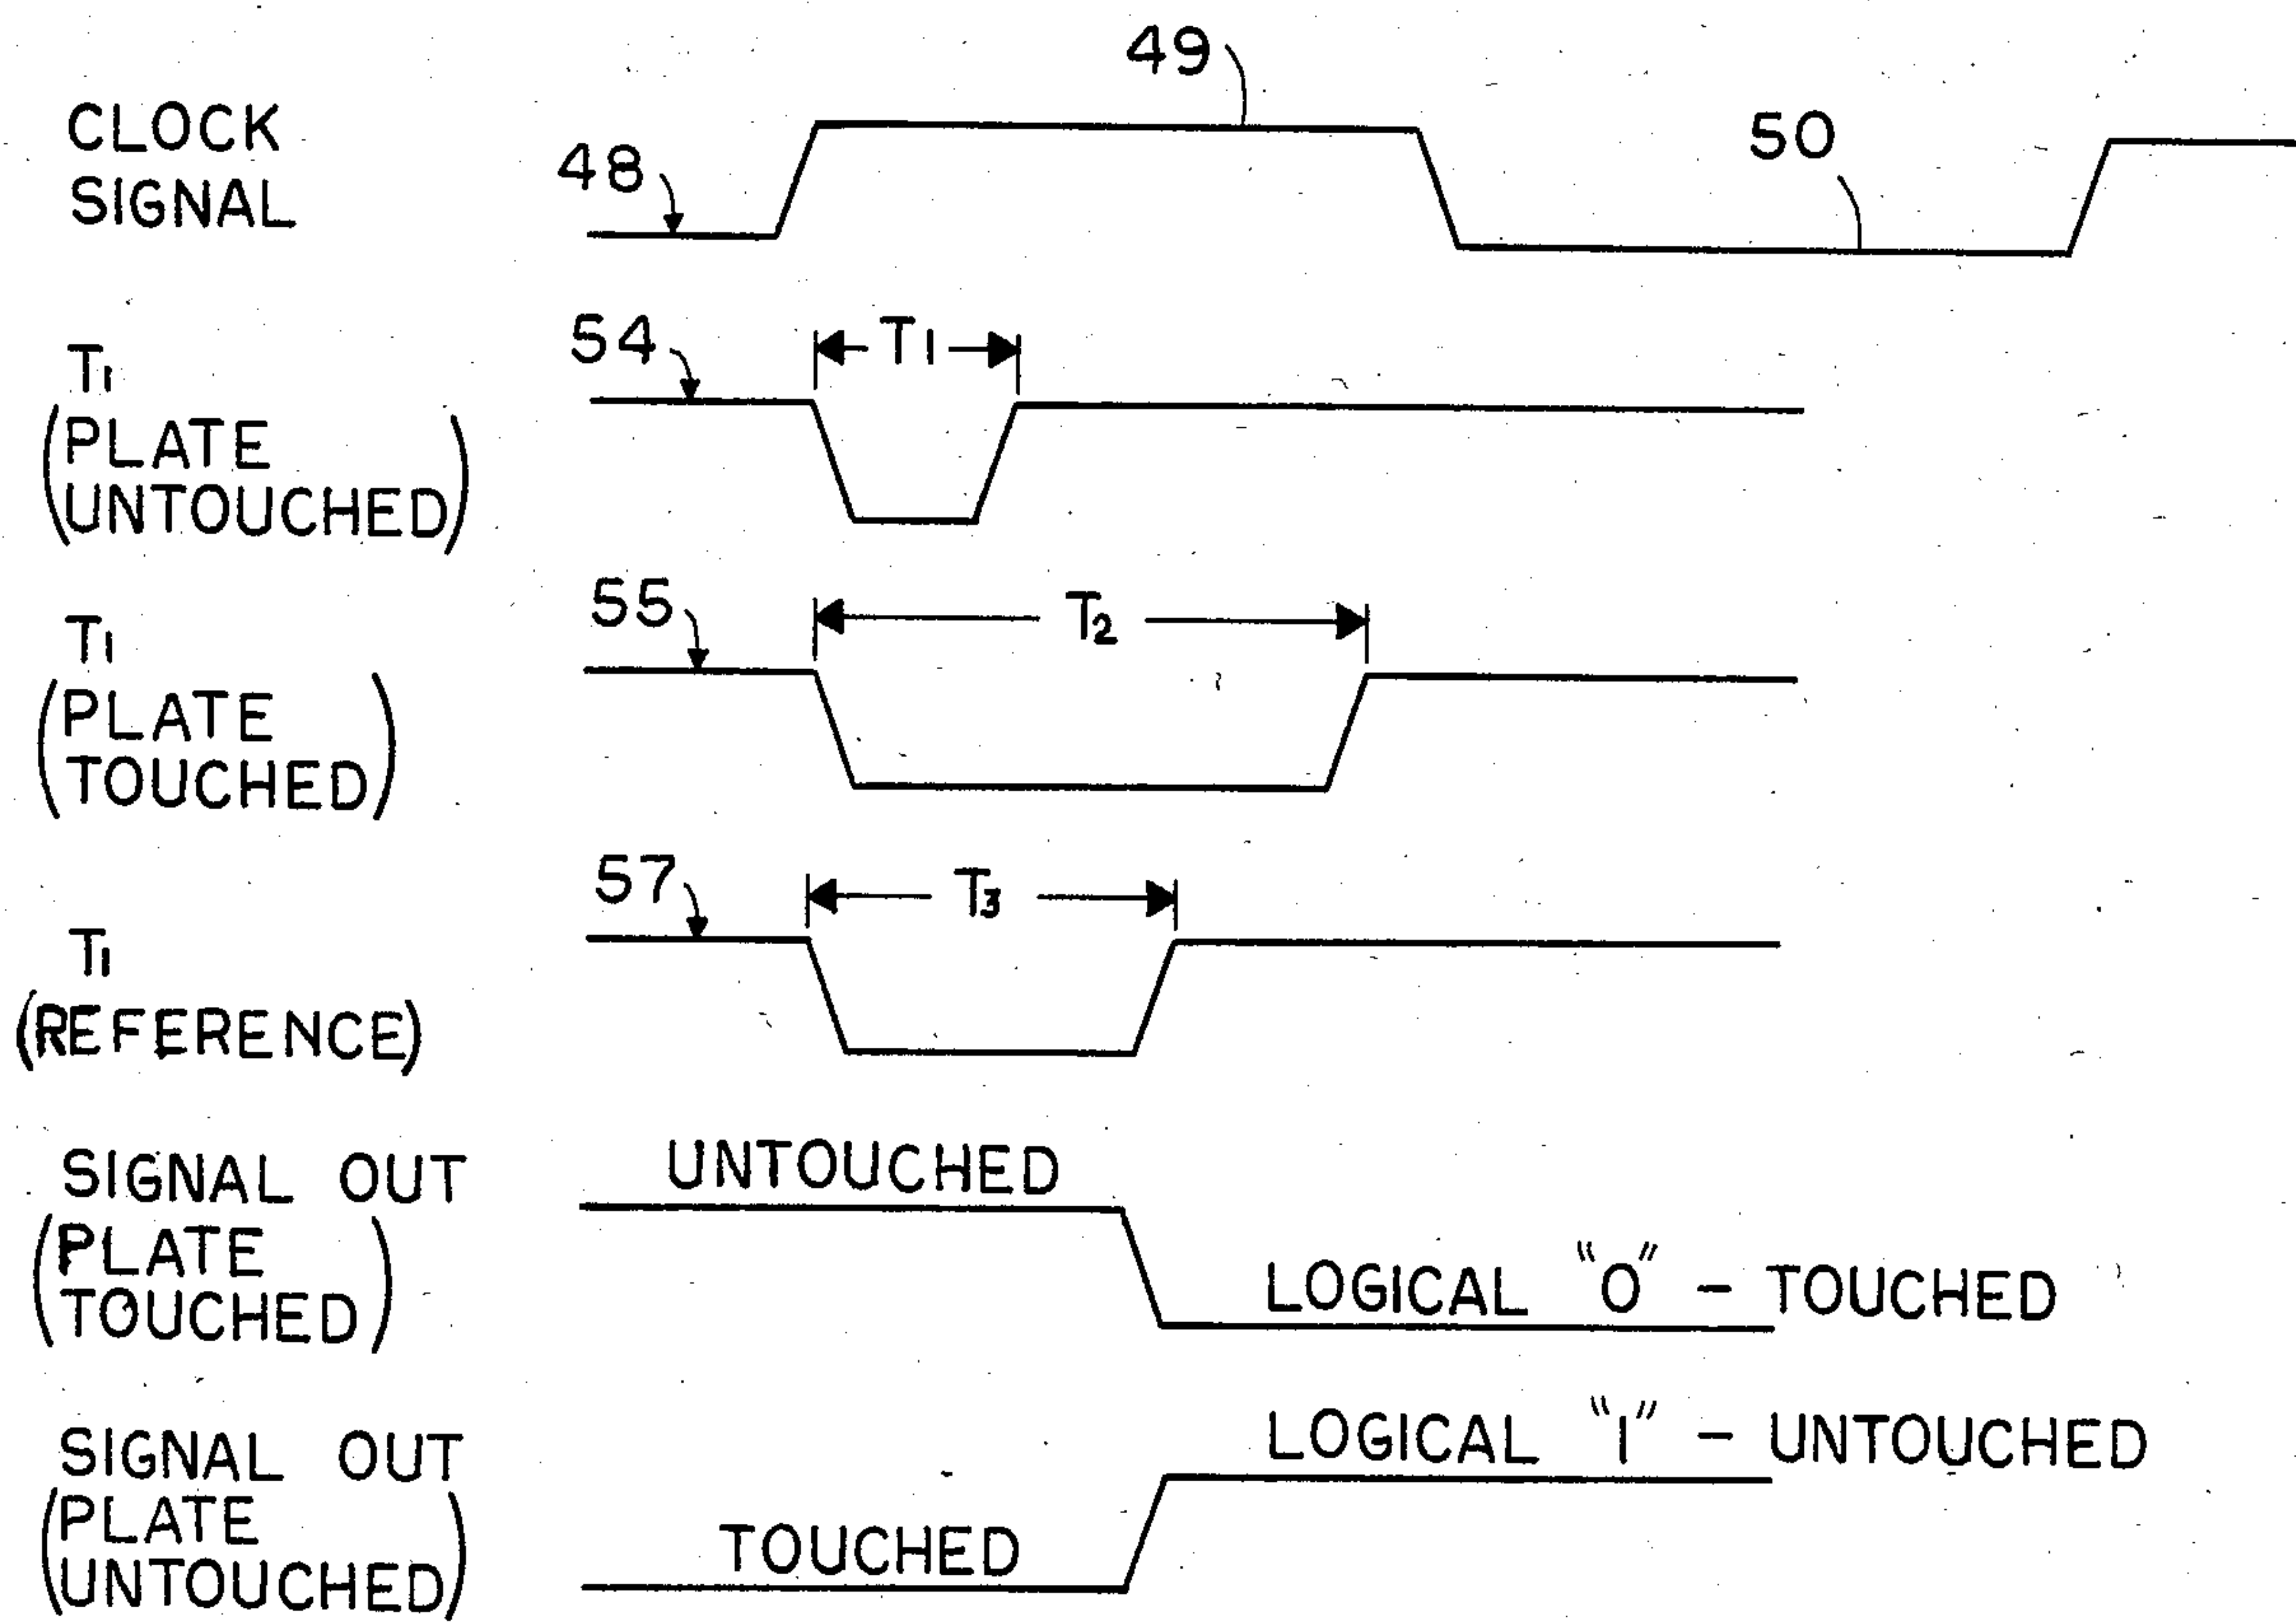 49
CLOCK
SIGNAL
48
50
54
T1
T1
(PLATE
UNTOUCHED)
55
T2
T1
(PLATE
TOUCHED)
57
T3
T1
(REFERENCE)
SIGNAL OUT
(PLATE
TOUCHED)
UNTOUCHED
LOGICAL "0" - TOUCHED
SIGNAL OUT
(PLATE
UNTOUCHED)
LOGICAL "1" - UNTOUCHED
TOUCHED